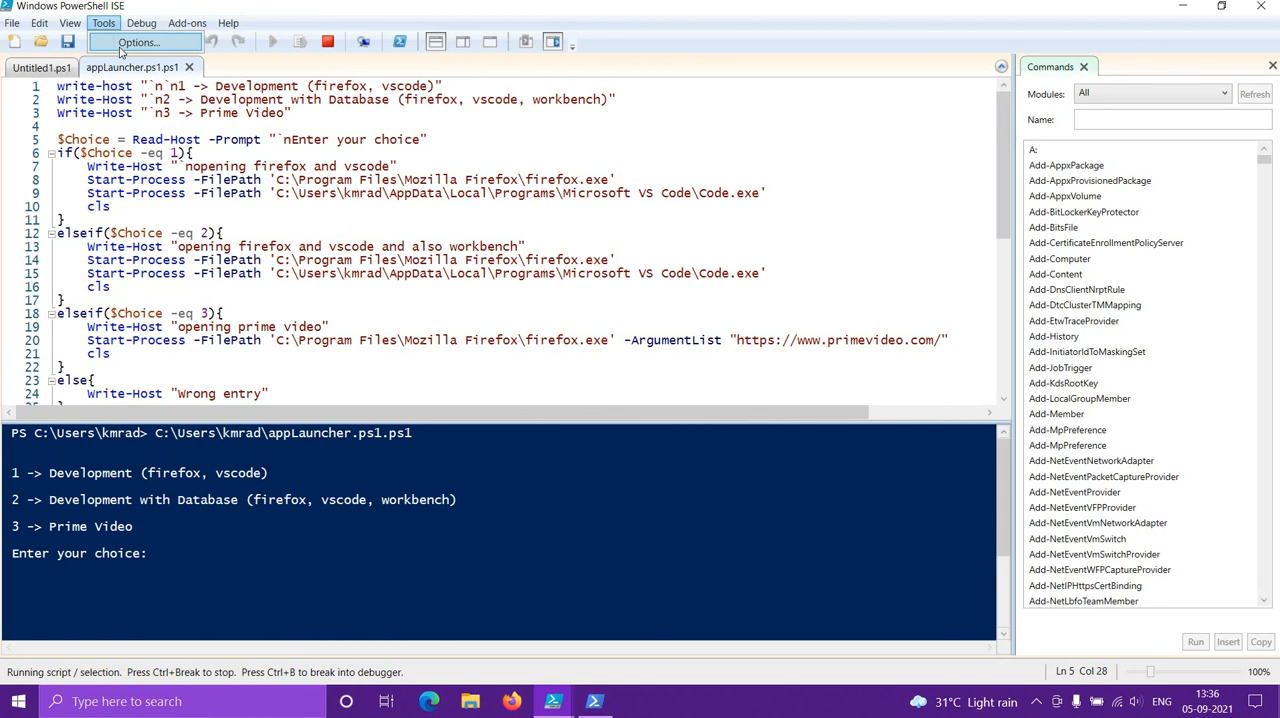 Windows PowerShell ISE
File Edit View Tools Debug Add-ons Help
Options...
Untitled1.ps1 appLauncher.ps1.ps1
1 write-host "`n`n1 -> Development (firefox, vscode)"
2 Write-Host "`n2 -> Development with Database (firefox, vscode, workbench)"
3 Write-Host "`n3 -> Prime Video"
4
5 $Choice = Read-Host -Prompt "`nEnter your choice"
6 if($Choice -eq 1){
7 Write-Host "`nopening firefox and vscode"
8 Start-Process -FilePath 'C:\Program Files\Mozilla Firefox\firefox.exe'
9 Start-Process -FilePath 'C:\Users\kmrad\AppData\Local\Programs\Microsoft VS Code\Code.exe'
10 cls
11 }
12 elseif($Choice -eq 2){
13 Write-Host "opening firefox and vscode and also workbench"
14 Start-Process -FilePath 'C:\Program Files\Mozilla Firefox\firefox.exe'
15 Start-Process -FilePath 'C:\Users\kmrad\AppData\Local\Programs\Microsoft VS Code\Code.exe'
16 cls
17 }
18 elseif($Choice -eq 3){
19 Write-Host "opening prime video"
20 Start-Process -FilePath 'C:\Program Files\Mozilla Firefox\firefox.exe' -ArgumentList "https://www.primevideo.com/"
21 cls
22 }
23 else{
24 Write-Host "Wrong entry"
PS C:\Users\kmrad> C:\Users\kmrad\appLauncher.ps1.ps1
1 -> Development (firefox, vscode)
2 -> Development with Database (firefox, vscode, workbench)
3 -> Prime Video
Enter your choice:
Commands
Modules: All Refresh
Name:
A:
Add-AppxPackage
Add-AppxProvisionedPackage
Add-AppxVolume
Add-BitLockerKeyProtector
Add-BitsFile
Add-CertificateEnrollmentPolicyServer
Add-Computer
Add-Content
Add-DnsClientNrptRule
Add-DtcClusterTMMapping
Add-EtwTraceProvider
Add-History
Add-InitiatorIdToMaskingSet
Add-JobTrigger
Add-KdsRootKey
Add-LocalGroupMember
Add-Member
Add-MpPreference
Add-MpPreference
Add-NetEventNetworkAdapter
Add-NetEventPacketCaptureProvider
Add-NetEventProvider
Add-NetEventVFPProvider
Add-NetEventVmNetworkAdapter
Add-NetEventVmSwitch
Add-NetEventVmSwitchProvider
Add-NetEventWFPCaptureProvider
Add-NetIPHttpsCertBinding
Add-NetLbfoTeamMember
Run Insert Copy
Running script / selection. Press Ctrl+Break to stop. Press Ctrl+B to break into debugger.
Ln 5 Col 28 100%
Type here to search
31°C Light rain
ENG
13:36
05-09-2021